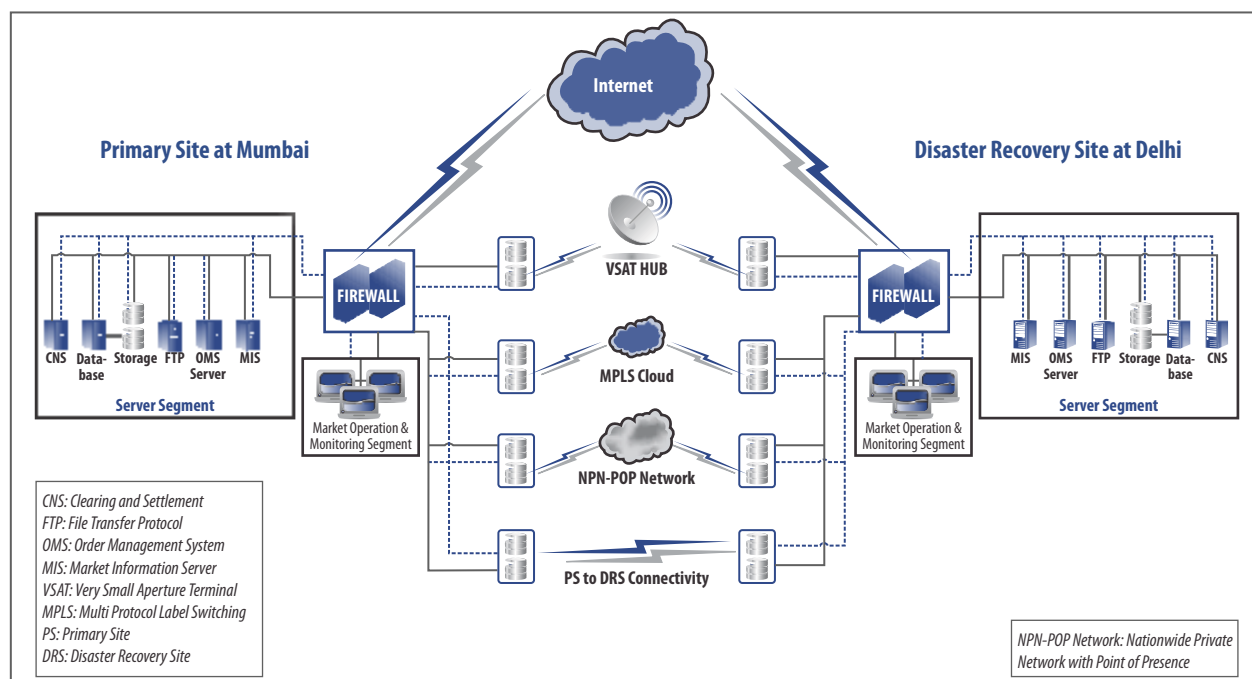 Internet
Primary Site at Mumbai
Disaster Recovery Site at Delhi
VSAT HUB
FIREWALL
FIREWALL
CNS
Data-
base
Storage
FTP
OMS
Server
MIS
Server Segment
MIS
OMS
Server
FTP
Storage
Data-
base
CNS
Server Segment
MPLS Cloud
Market Operation &
Monitoring Segment
Market Operation &
Monitoring Segment
NPN-POP Network
PS to DRS Connectivity
CNS: Clearing and Settlement
FTP: File Transfer Protocol
OMS: Order Management System
MIS: Market Information Server
VSAT: Very Small Aperture Terminal
MPLS: Multi Protocol Label Switching
PS: Primary Site
DRS: Disaster Recovery Site
NPN-POP Network: Nationwide Private
Network with Point of Presence